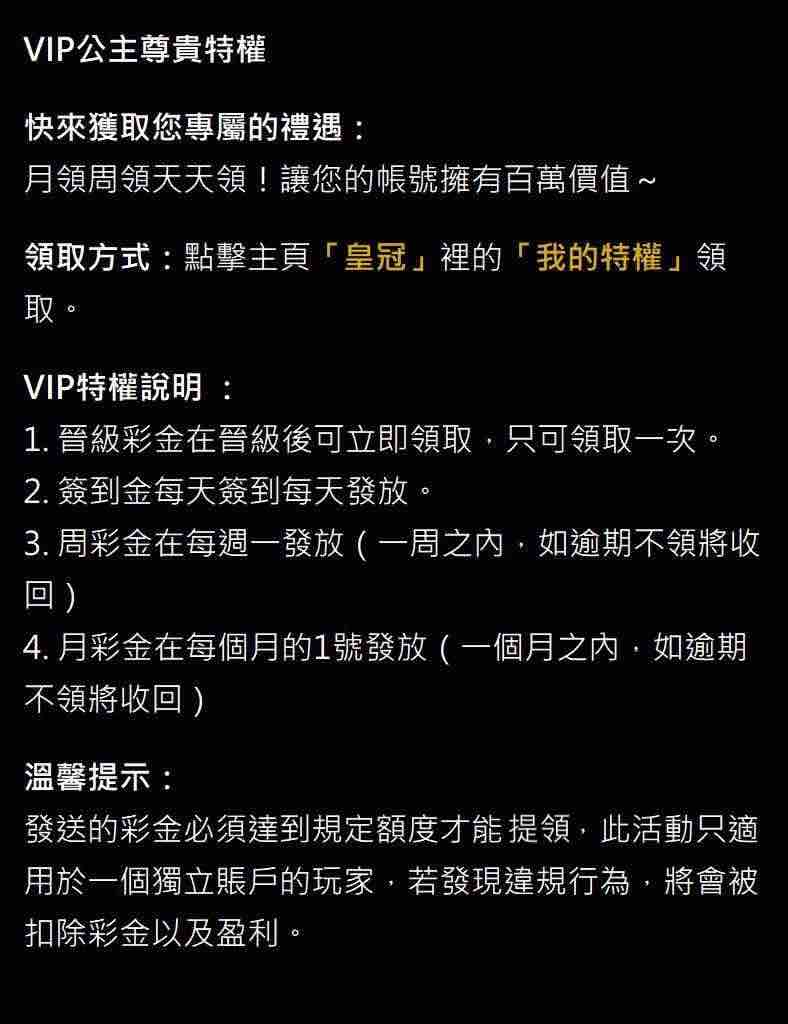 VIP公主尊貴特權
快來獲取您專屬的禮遇：
月領周領天天領！讓您的帳號擁有百萬價值～
領取方式：點擊主頁「皇冠」裡的「我的特權」領
取。
VIP特權說明 ：
1. 晉級彩金在晉級後可立即領取，只可領取一次。
2. 簽到金每天簽到每天發放。
3. 周彩金在每週一發放（一周之內，如逾期不領將收
回）
4. 月彩金在每個月的1號發放（一個月之內，如逾期
不領將收回）
溫馨提示：
發送的彩金必須達到規定額度才能 提領，此活動只適
用於一個獨立賬戶的玩家，若發現違規行為，將會被
扣除彩金以及盈利。